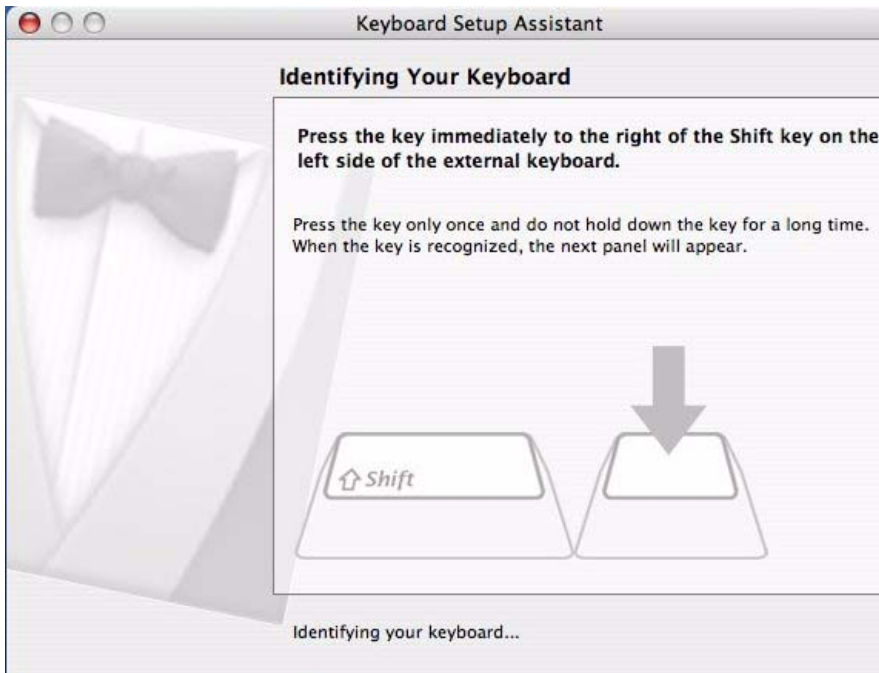 Keyboard Setup Assistant
Identifying Your Keyboard
Press the key immediately to the right of the Shift key on the
left side of the external keyboard.
Press the key only once and do not hold down the key for a long time.
When the key is recognized, the next panel will appear.
Shift
Identifying your keyboard...